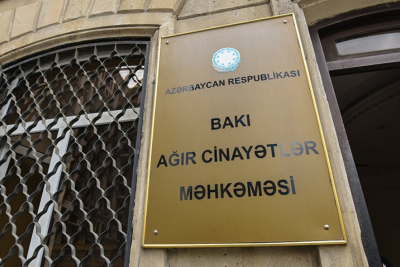 AZƏRBAYCAN RESPUBLİKASI
BAKI
AĞIR CİNAYƏTLƏR
MƏHKƏMƏSİ